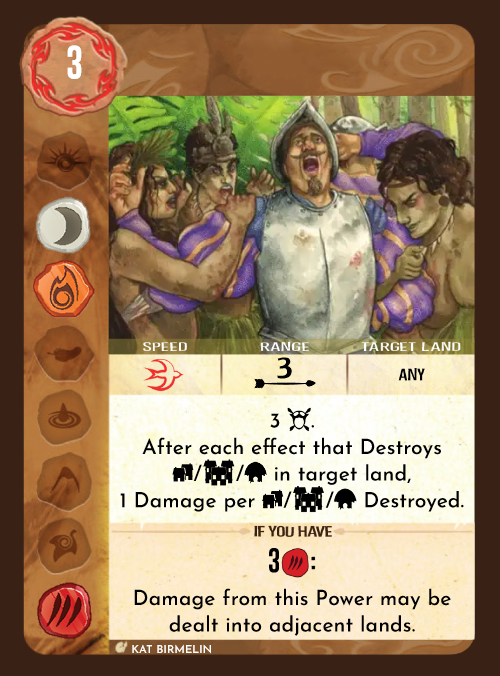 3
SPEED RANGE TARGET LAND
3 ANY
3 .
After each effect that Destroys
/ / in target land,
1 Damage per / / Destroyed.
IF YOU HAVE
3 :
Damage from this Power may be
dealt into adjacent lands.
KAT BIRMELIN